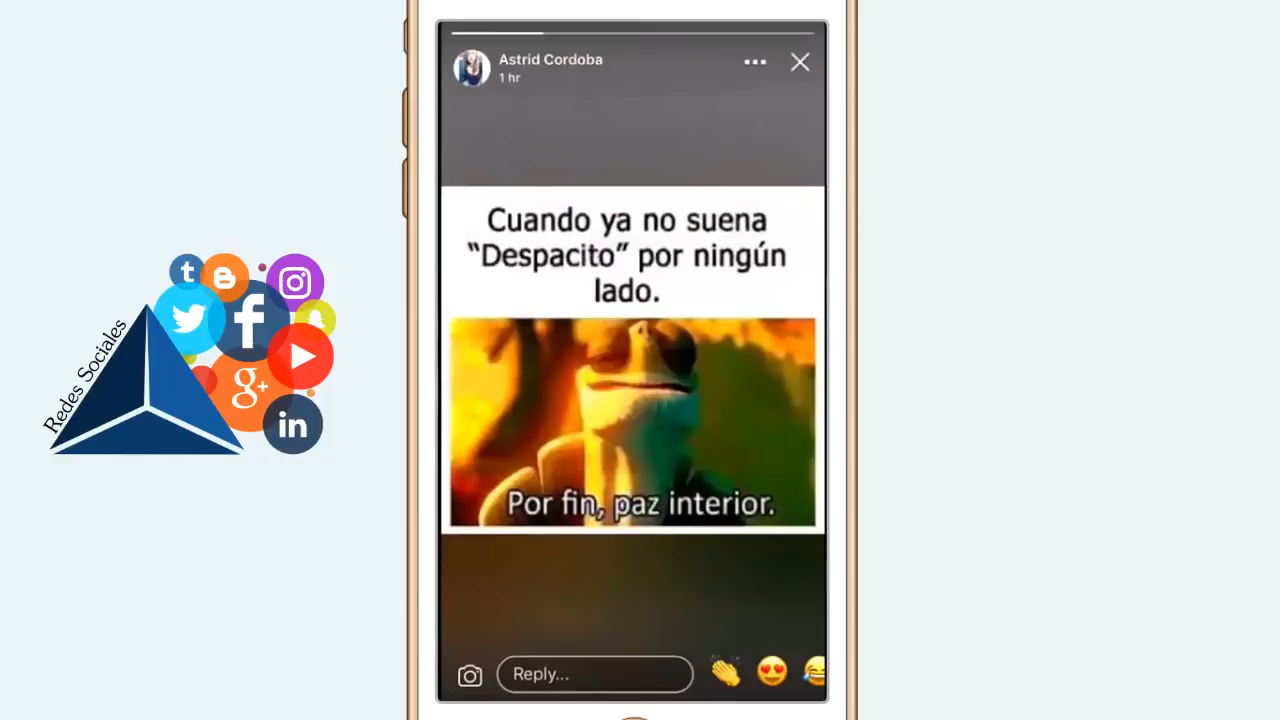 Astrid Cordoba
1 hr
Cuando ya no suena
“Despacito” por ningún
lado.
Por fin, paz interior.
Reply...
Redes Sociales
t
f
g+
in